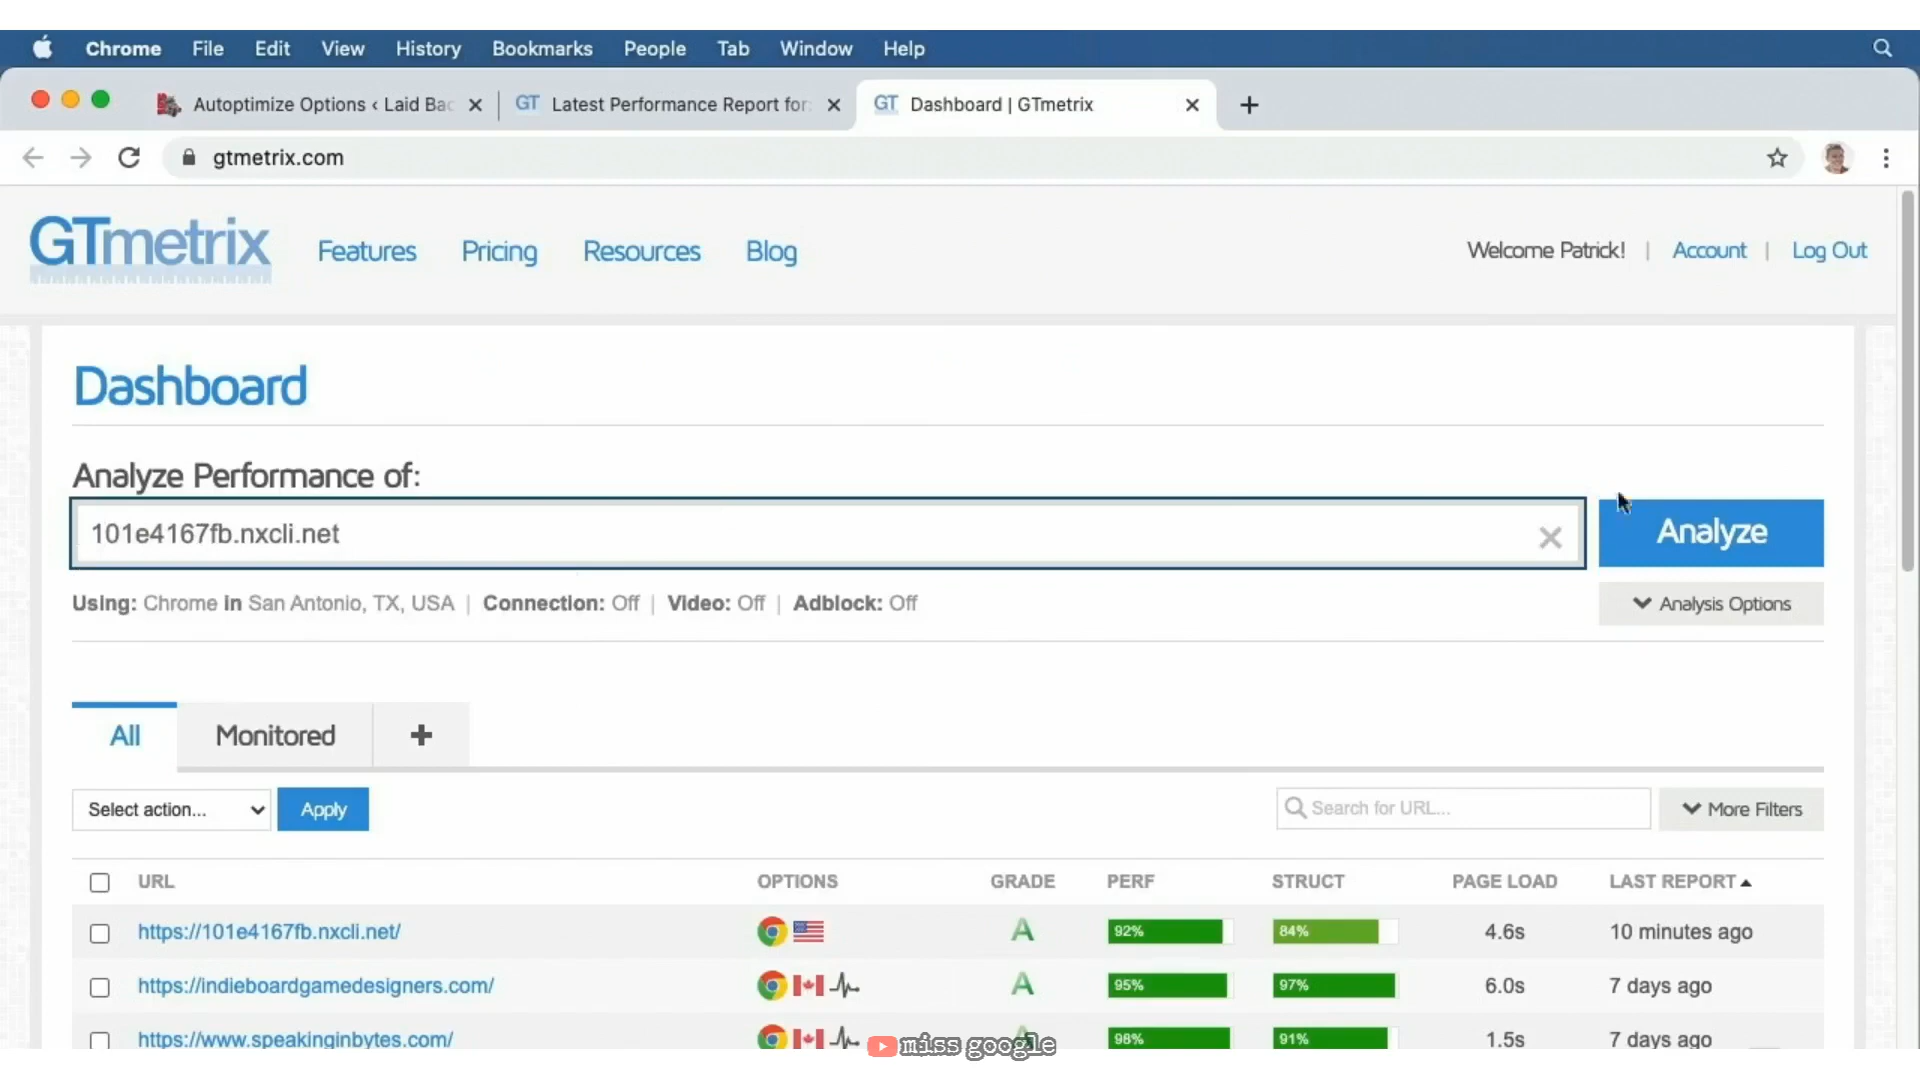 Chrome File Edit View History Bookmarks People Tab Window Help
Autoptimize Options ‹ Laid Bac
GT Latest Performance Report for:
GT Dashboard | GTmetrix
gtmetrix.com
GTmetrix Features Pricing Resources Blog Welcome Patrick! | Account | Log Out
Dashboard
Analyze Performance of:
101e4167fb.nxcli.net
Analyze
Using: Chrome in San Antonio, TX, USA | Connection: Off | Video: Off | Adblock: Off
Analysis Options
All Monitored +
Select action... Apply Search for URL... More Filters
URL OPTIONS GRADE PERF STRUCT PAGE LOAD LAST REPORT
https://101e4167fb.nxcli.net/ A 92% 84% 4.6s 10 minutes ago
https://indieboardgamedesigners.com/ A 95% 97% 6.0s 7 days ago
https://www.speakinginbytes.com/ A 98% 91% 1.5s 7 days ago
miss google